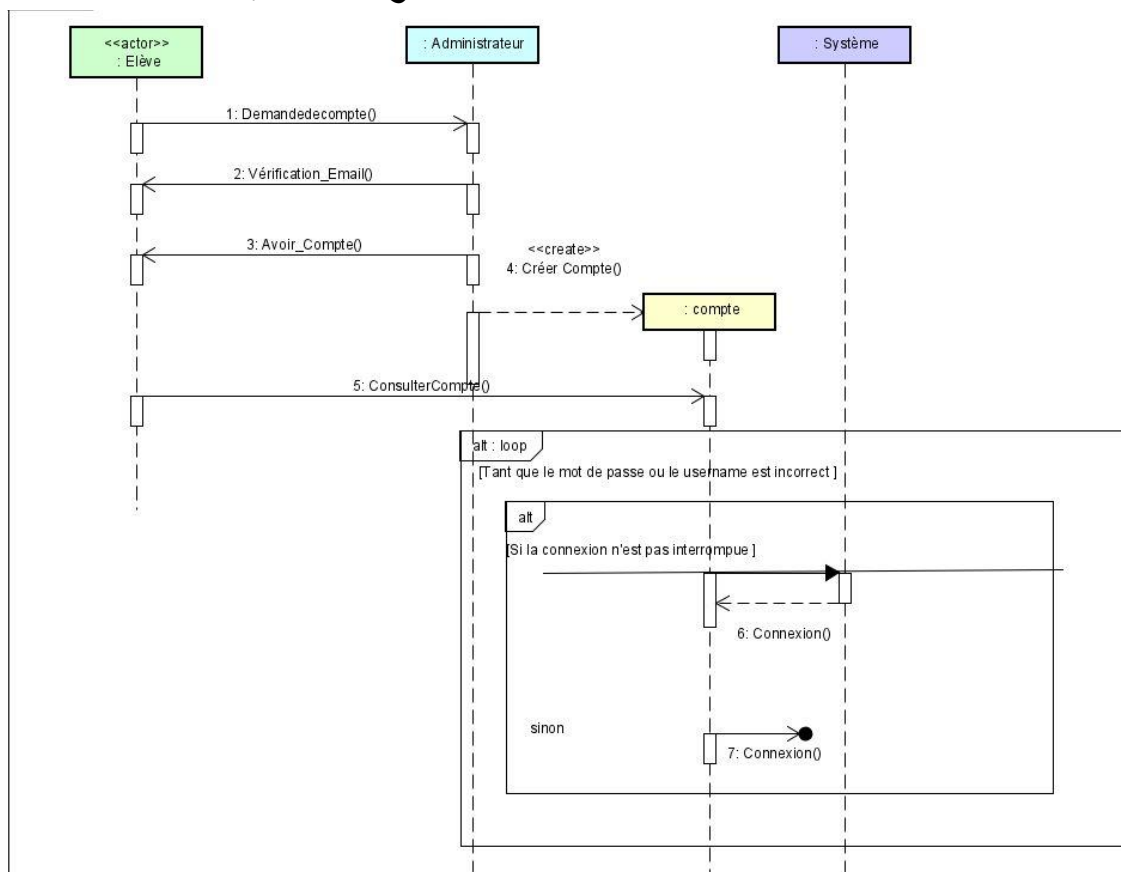 <<actor>>
: Elève
: Administrateur
: Système
1: Demandedecompte()
2: Vérification_Email()
3: Avoir_Compte()
<<create>>
4: Créer Compte()
: compte
5: ConsulterCompte()
alt : loop
[Tant que le mot de passe ou le username est incorrect ]
alt
[Si la connexion n'est pas interrompue ]
6: Connexion()
sinon
7: Connexion()